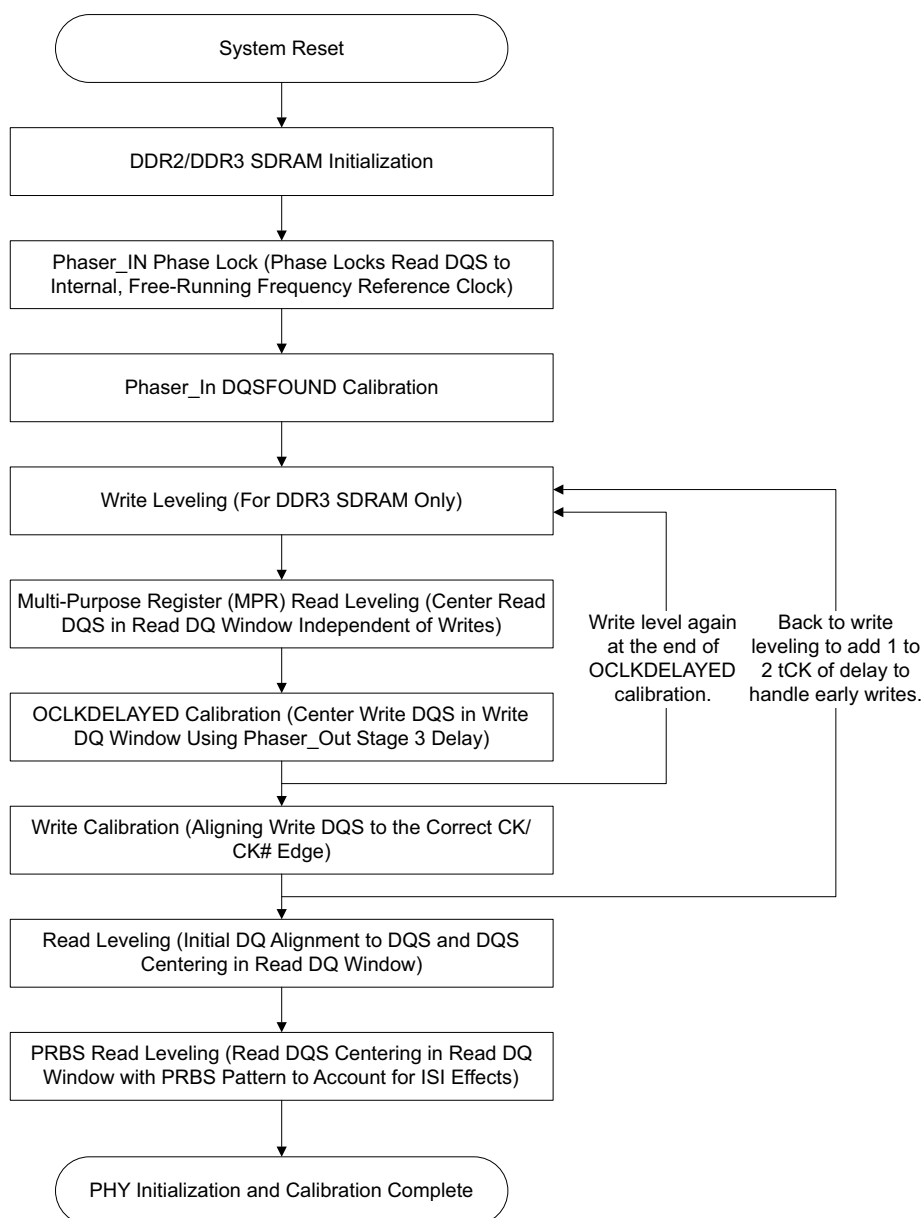 System Reset
DDR2/DDR3 SDRAM Initialization
Phaser_IN Phase Lock (Phase Locks Read DQS to
Internal, Free-Running Frequency Reference Clock)
Phaser_In DQSFOUND Calibration
Write Leveling (For DDR3 SDRAM Only)
Multi-Purpose Register (MPR) Read Leveling (Center Read
DQS in Read DQ Window Independent of Writes)
Write level again
at the end of
OCLKDELAYED
calibration.
Back to write
leveling to add 1 to
2 tCK of delay to
handle early writes.
OCLKDELAYED Calibration (Center Write DQS in Write
DQ Window Using Phaser_Out Stage 3 Delay)
Write Calibration (Aligning Write DQS to the Correct CK/
CK# Edge)
Read Leveling (Initial DQ Alignment to DQS and DQS
Centering in Read DQ Window)
PRBS Read Leveling (Read DQS Centering in Read DQ
Window with PRBS Pattern to Account for ISI Effects)
PHY Initialization and Calibration Complete